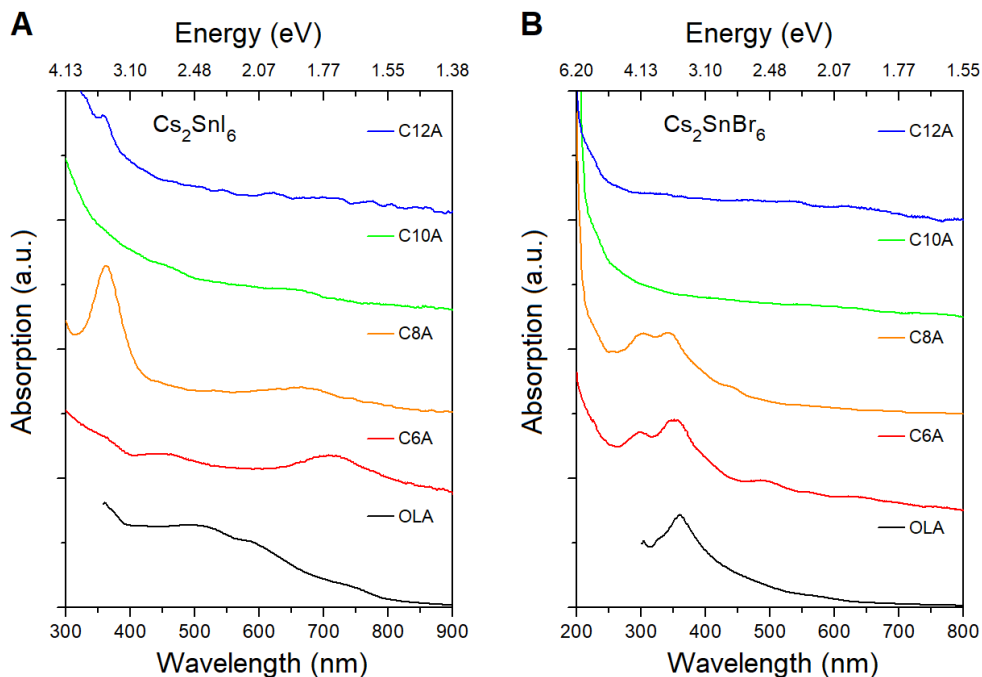 A
Energy (eV)
4.13 3.10 2.48 2.07 1.77 1.55 1.38
Cs2SnI6
C12A
C10A
C8A
C6A
OLA
Absorption (a.u.)
300 400 500 600 700 800 900
Wavelength (nm)
B
Energy (eV)
6.20 4.13 3.10 2.48 2.07 1.77 1.55
Cs2SnBr6
C12A
C10A
C8A
C6A
OLA
Absorption (a.u.)
200 300 400 500 600 700 800
Wavelength (nm)